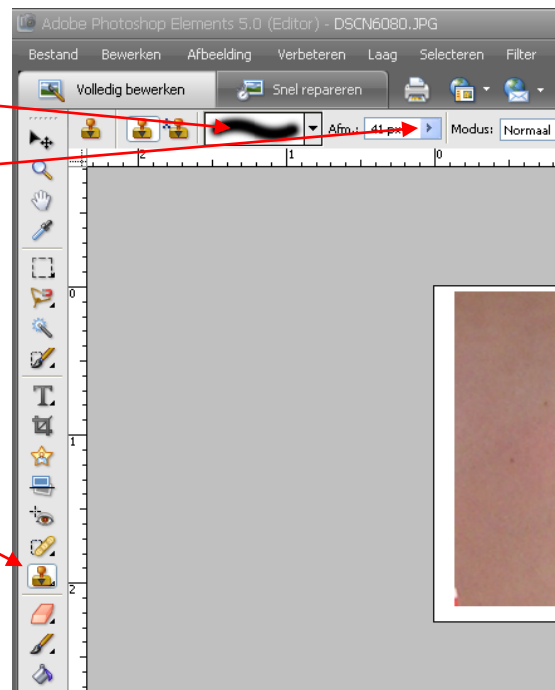 Adobe Photoshop Elements 5.0 (Editor) - DSCN6080.JPG
Bestand Bewerken Afbeelding Verbeteren Laag Selecteren Filter
Volledig bewerken Snel repareren
Afm.: 41 px Modus: Normaal
2 1 0
0
1
2